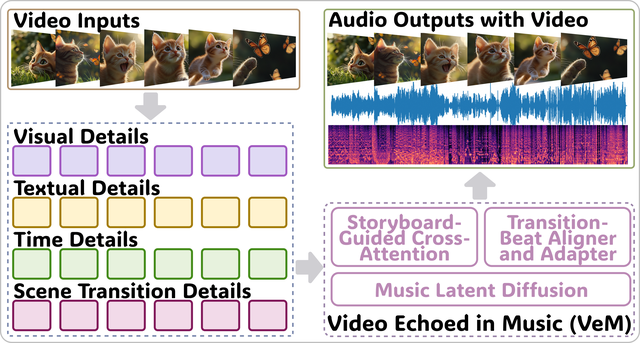 Video Inputs
Audio Outputs with Video
Visual Details
Textual Details
Time Details
Scene Transition Details
Storyboard-
Guided Cross-
Attention
Transition-
Beat Aligner
and Adapter
Music Latent Diffusion
Video Echoed in Music (VeM)